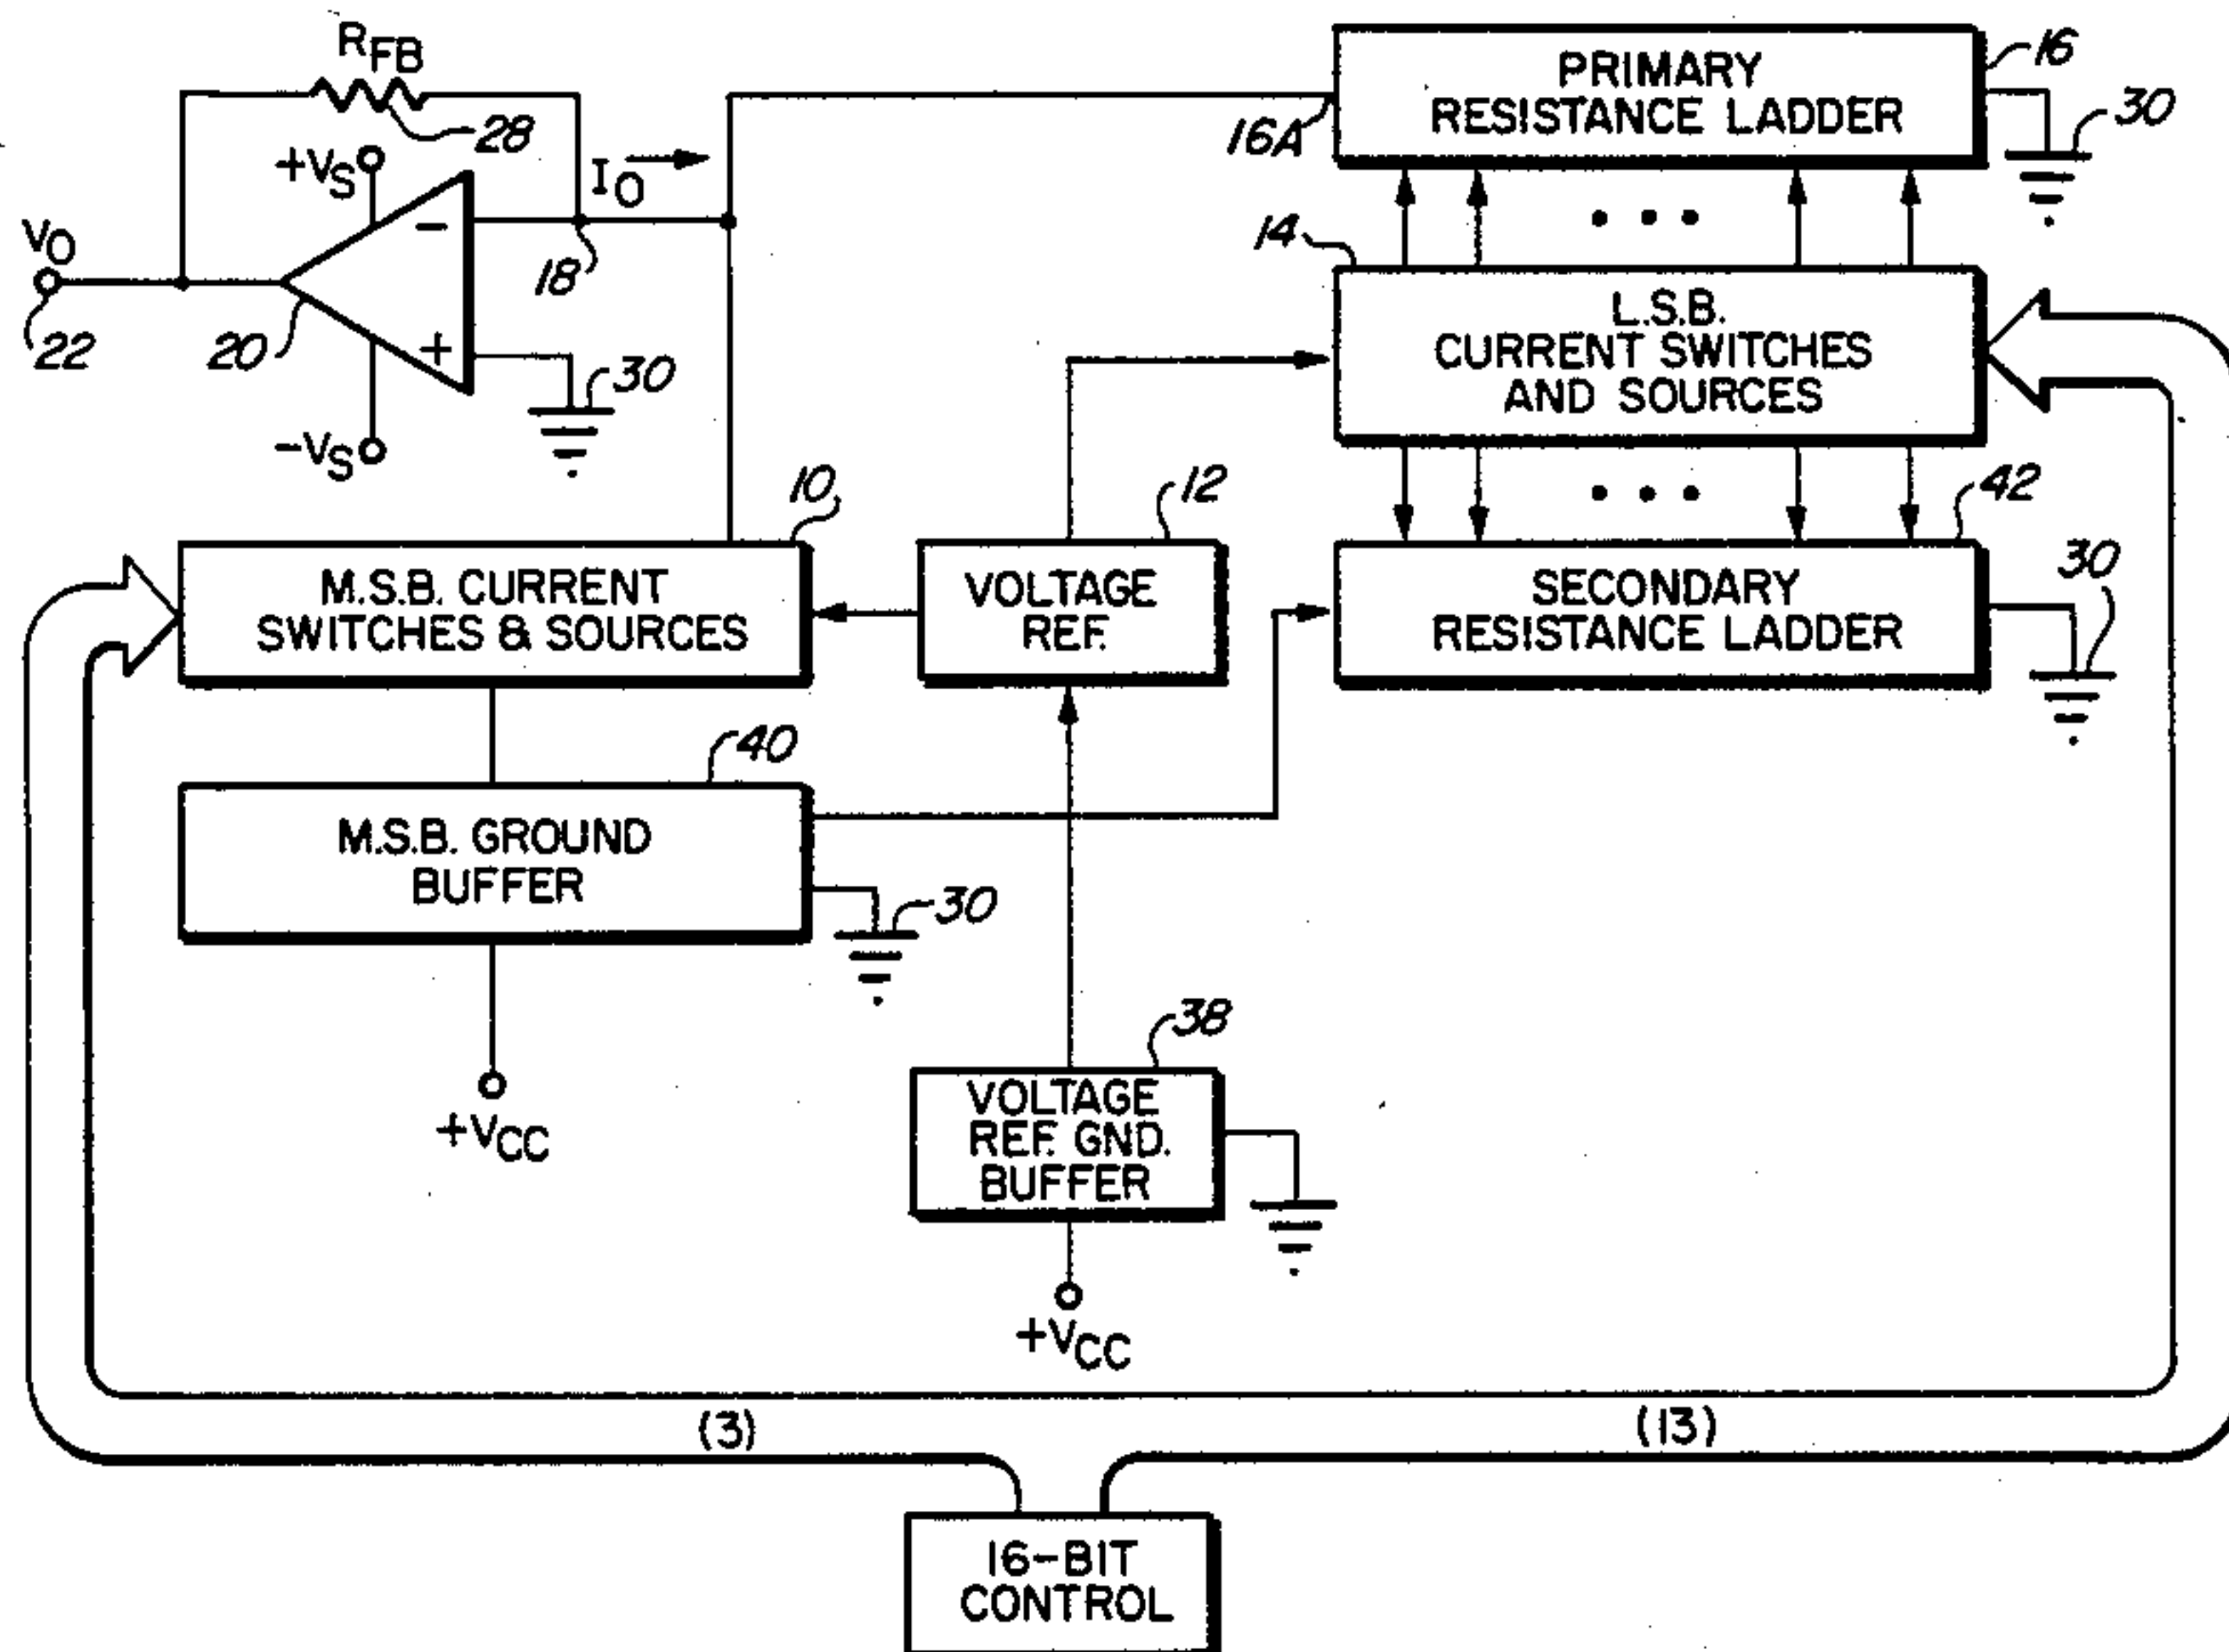 RFB
28
+VS
IO
VO
18
22
20
−
+
30
-VS
PRIMARY
RESISTANCE LADDER
16
16A
30
14
L.S.B.
CURRENT SWITCHES
AND SOURCES
10
12
42
M.S.B. CURRENT
SWITCHES & SOURCES
VOLTAGE
REF.
SECONDARY
RESISTANCE LADDER
30
40
M.S.B. GROUND
BUFFER
30
+VCC
38
VOLTAGE
REF. GND.
BUFFER
+VCC
(3)
(13)
16-BIT
CONTROL